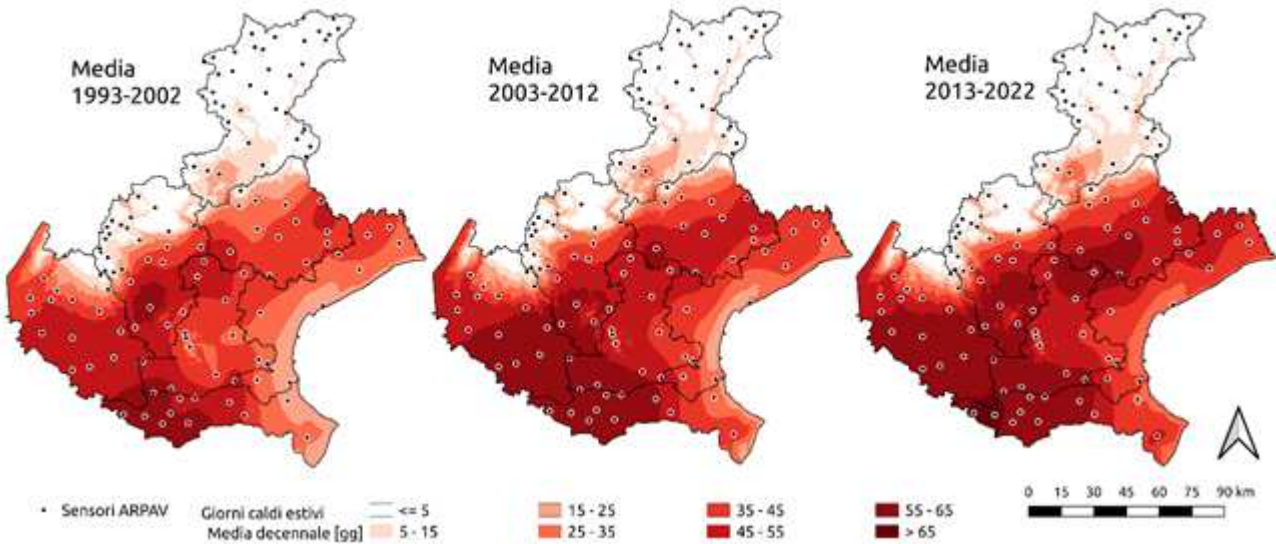 Media
1993-2002
Media
2003-2012
Media
2013-2022
Sensori ARPAV
Giorni caldi estivi
Media decennale [gg]
<= 5
5 - 15
15 - 25
25 - 35
35 - 45
45 - 55
55 - 65
> 65
0 15 30 45 60 75 90 km